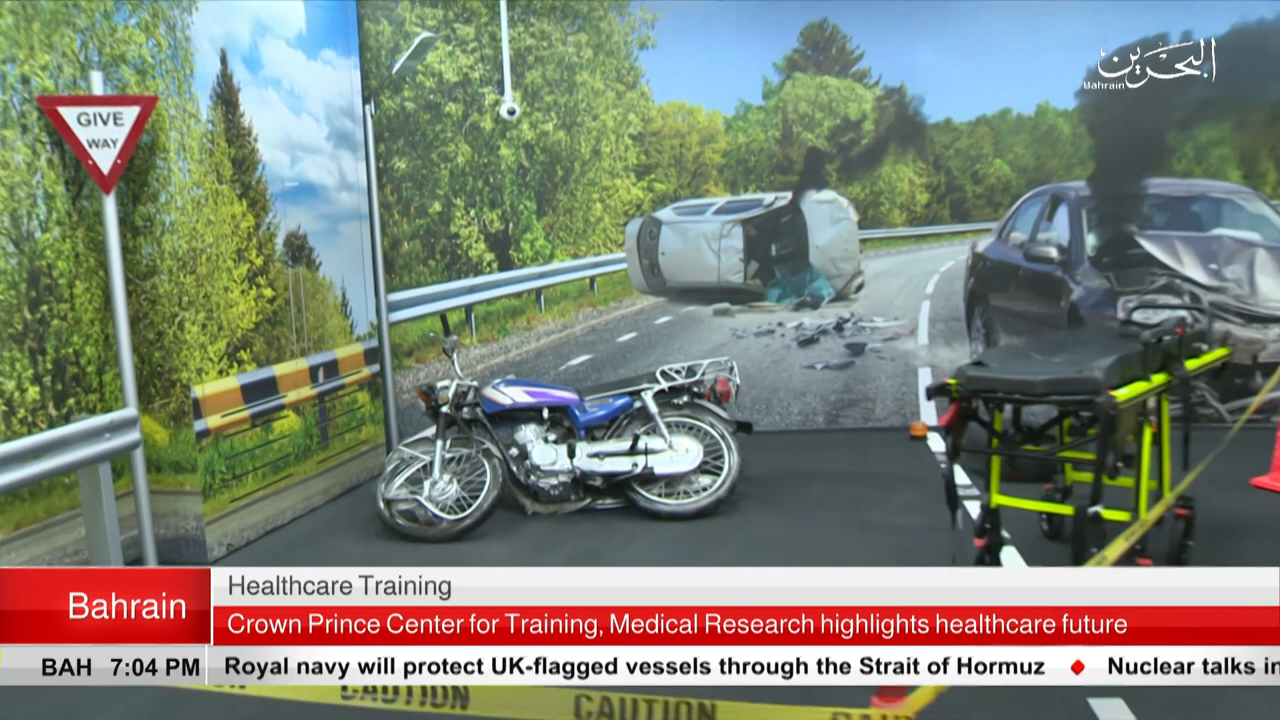 البحرين
Bahrain
GIVE
WAY
Healthcare Training
Bahrain
Crown Prince Center for Training, Medical Research highlights healthcare future
BAH 7:04 PM Royal navy will protect UK-flagged vessels through the Strait of Hormuz ♦ Nuclear talks in
CAUTION CAUTION